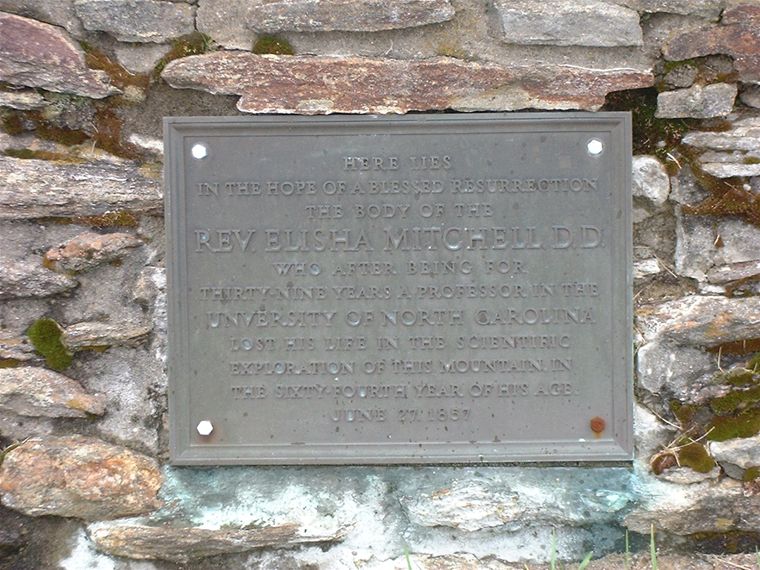 HERE LIES
IN THE HOPE OF A BLESSED RESURRECTION
THE BODY OF THE
REV. ELISHA MITCHELL D.D.
WHO AFTER BEING FOR
THIRTY-NINE YEARS A PROFESSOR IN THE
UNVERSITY OF NORTH CAROLINA
LOST HIS LIFE IN THE SCIENTIFIC
EXPLORATION OF THIS MOUNTAIN, IN
THE SIXTY-FOURTH YEAR OF HIS AGE.
JUNE 27, 1857